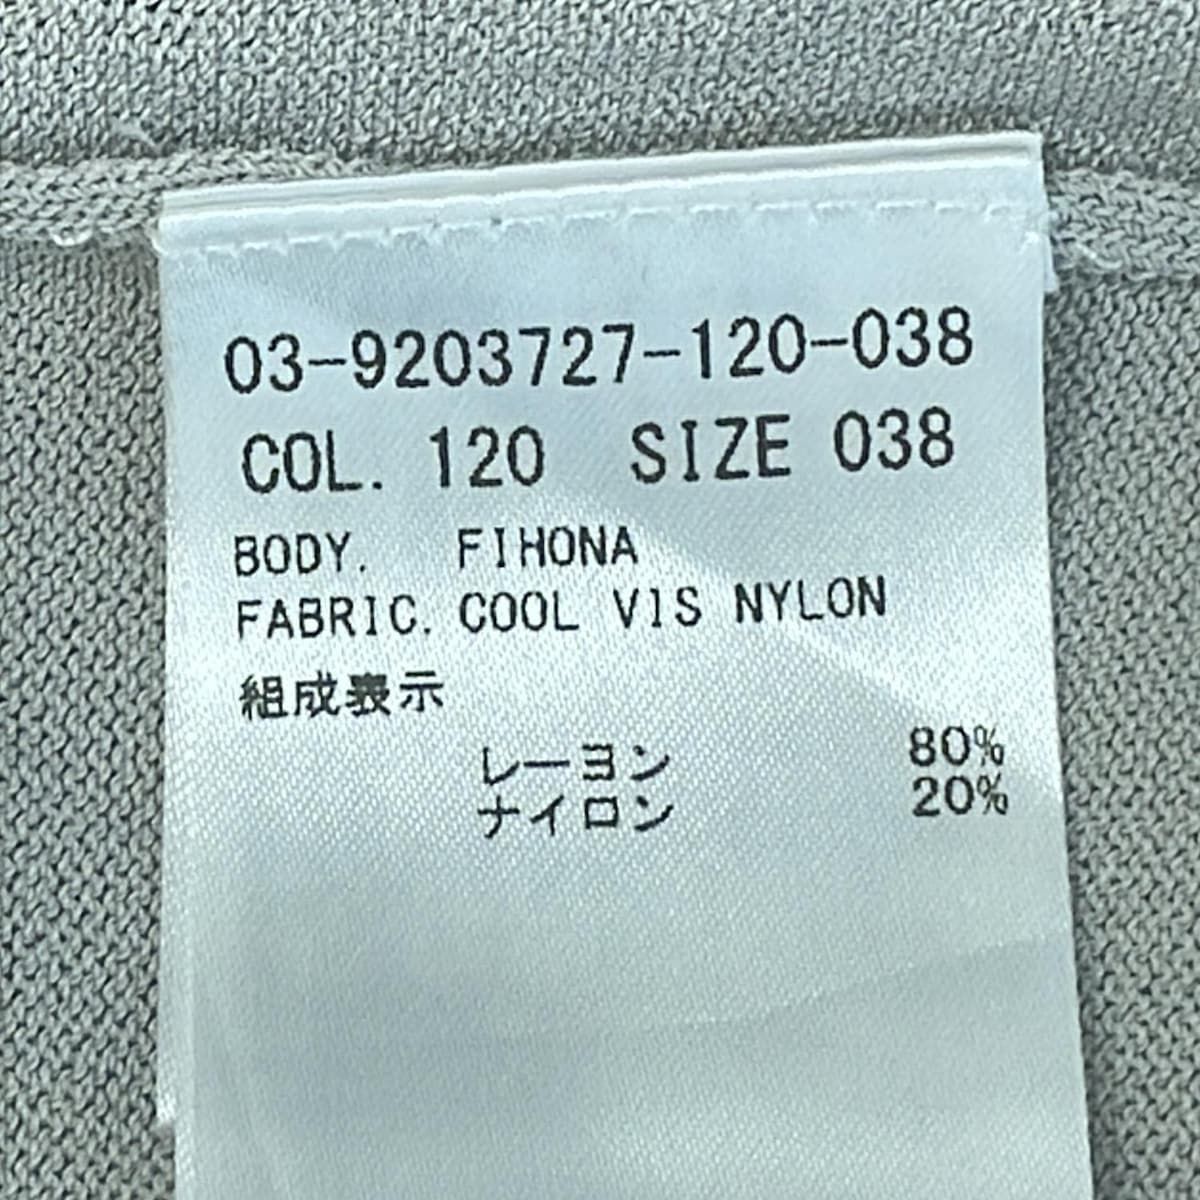 03-9203727-120-038
COL. 120 SIZE 038
BODY. FIHONA
FABRIC. COOL VIS NYLON
組成表示
レーヨン 80%
ナイロン 20%